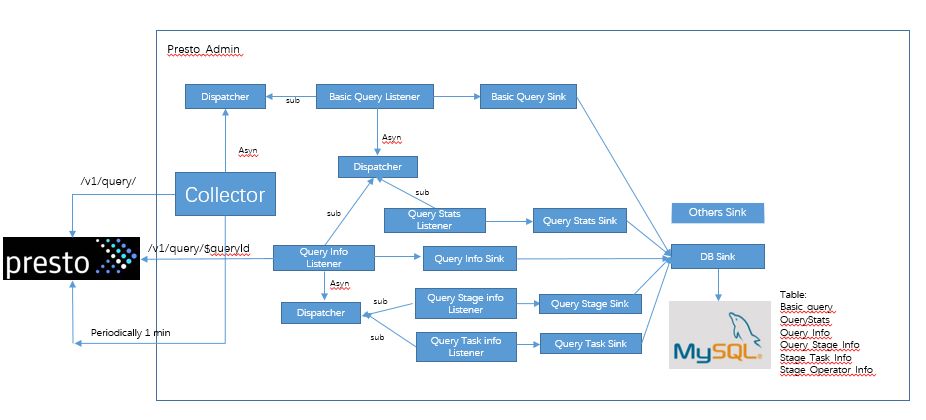 Presto Admin
Dispatcher
sub
Basic Query Listener
Basic Query Sink
Asyn
Asyn
Dispatcher
/v1/query/
Collector
sub
sub
Query Stats
Listener
Query Stats Sink
Others Sink
/v1/query/$queryId
presto
Query Info
Listener
Query Info Sink
DB Sink
Asyn
Dispatcher
sub
sub
Query Stage info
Listener
Query Stage Sink
Query Task info
Listener
Query Task Sink
Periodically 1 min
MySQL®
Table:
Basic_query
QueryStats
Query_Info
Query_Stage_Info
Stage_Task_Info
Stage_Operator_Info